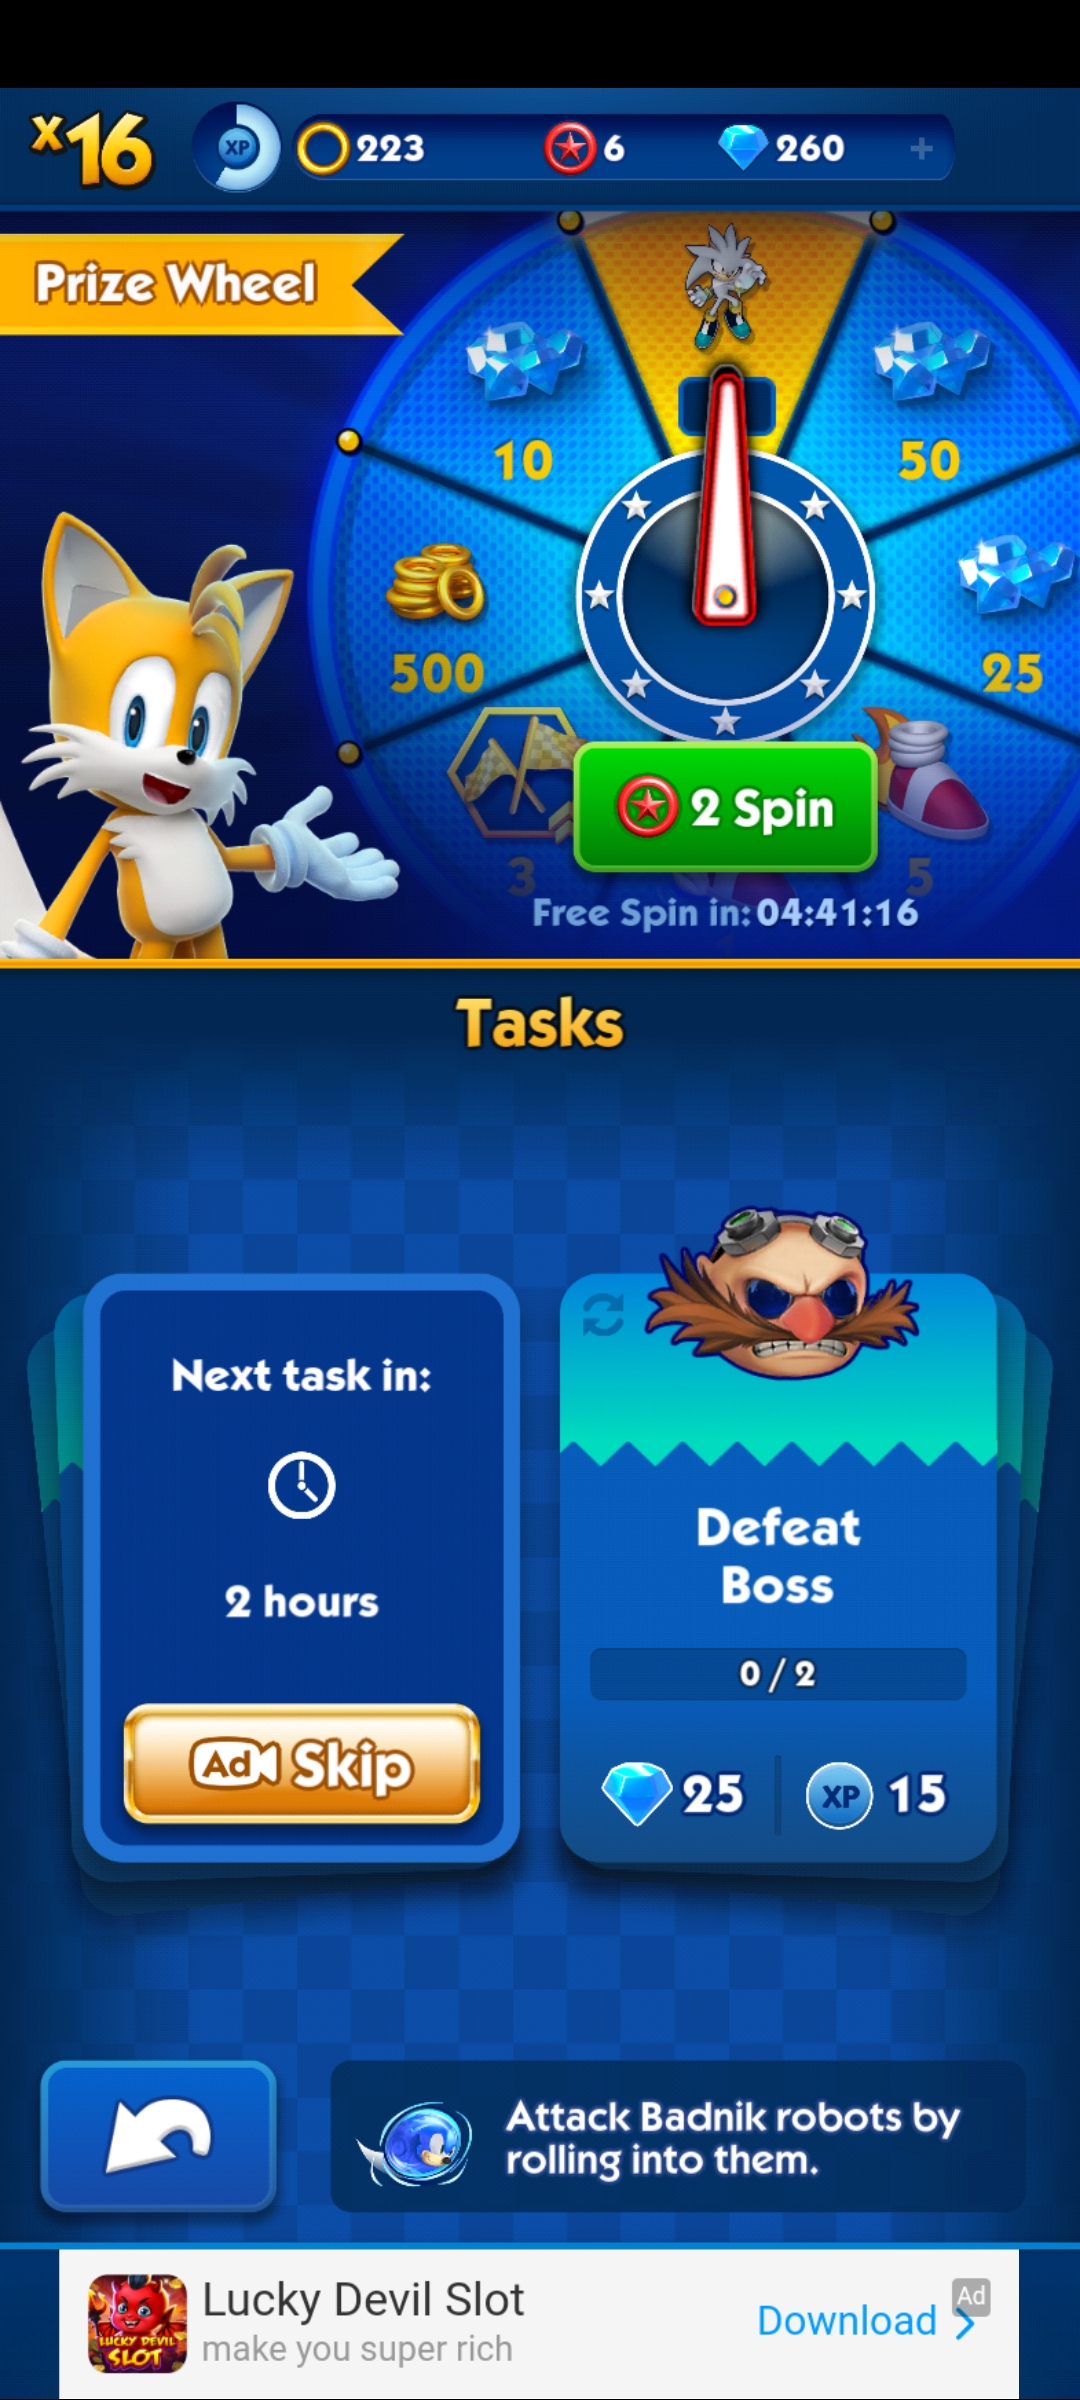 x16
XP
223
6
260
+
Prize Wheel
10
50
500
25
3
5
2 Spin
Free Spin in: 04:41:16
Tasks
Next task in:
2 hours
Ad Skip
Defeat
Boss
0 / 2
25
XP 15
Attack Badnik robots by
rolling into them.
LUCKY DEVIL
SLOT
Lucky Devil Slot
make you super rich
Download
Ad